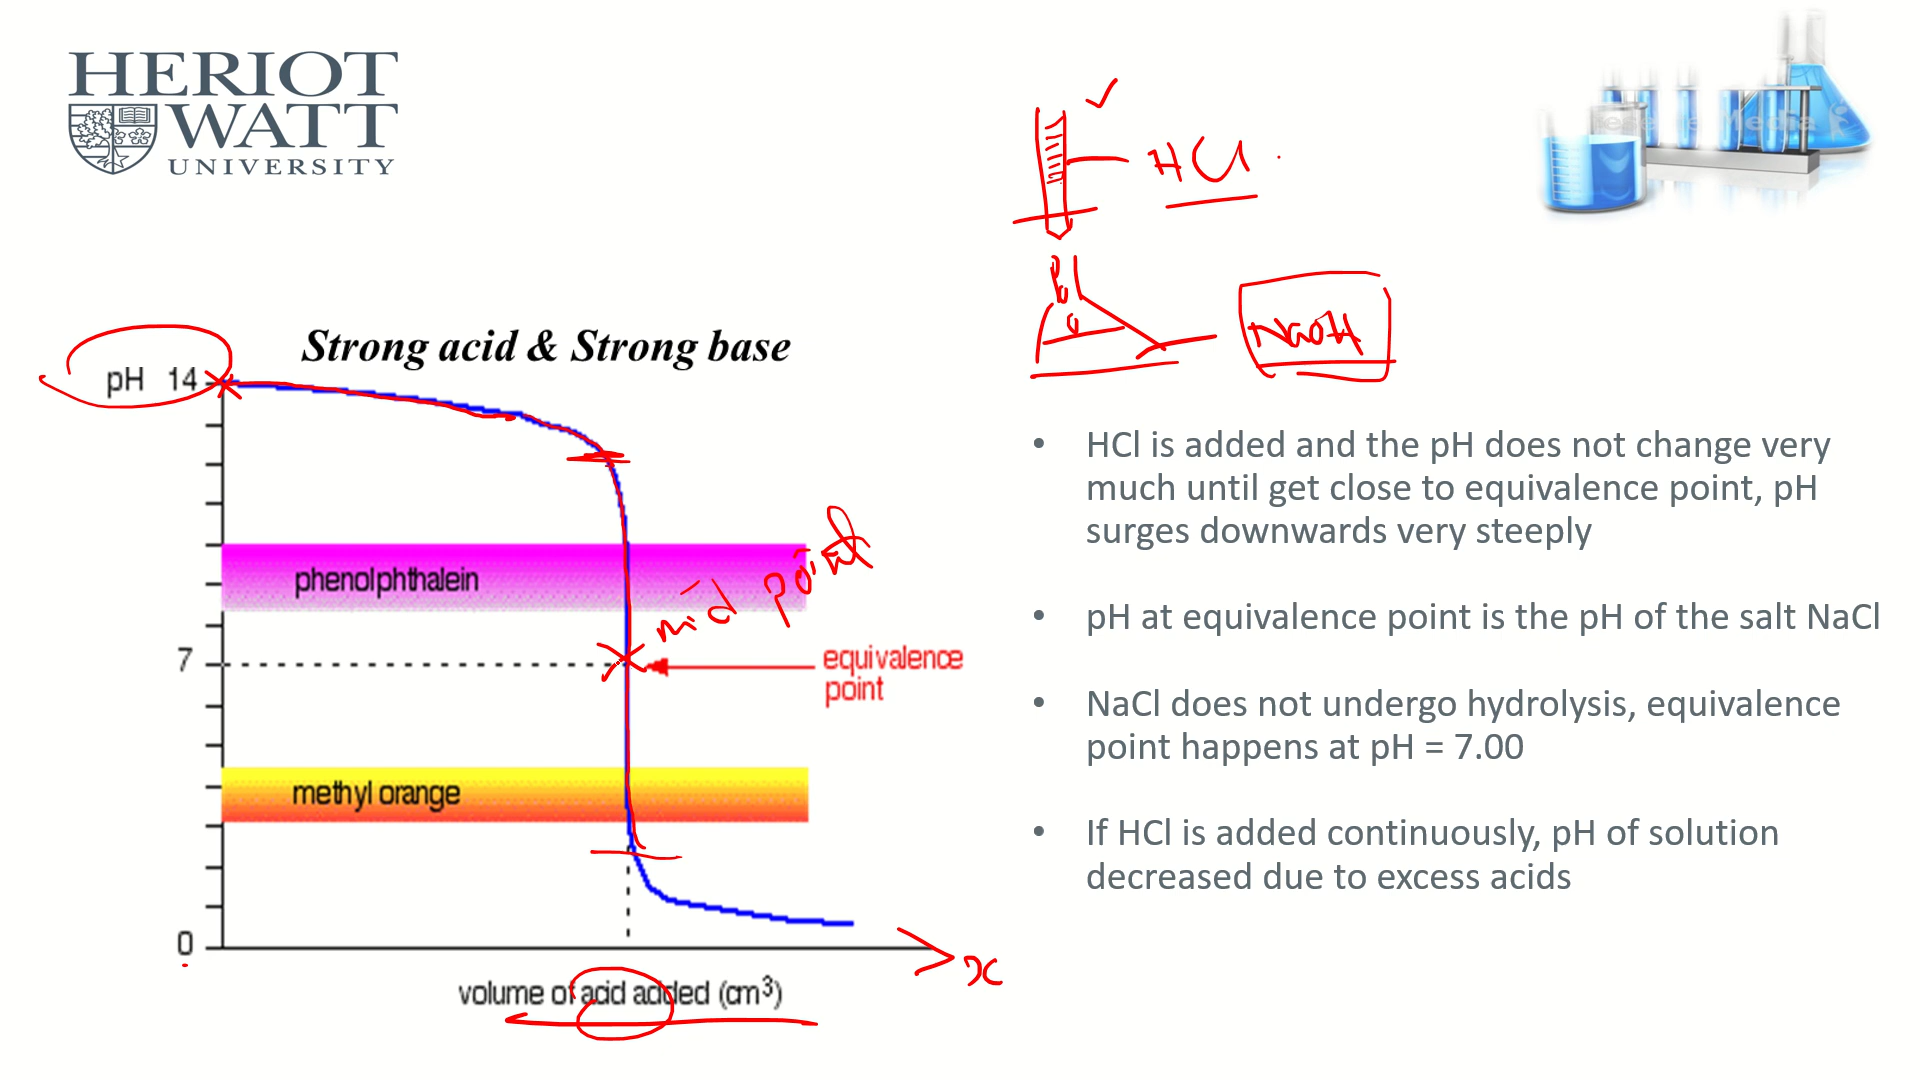 HERIOT
WATT
UNIVERSITY
HCl
NaOH
Strong acid & Strong base
pH 14
phenolphthalein
mid point
7
equivalence
point
methyl orange
0
x
volume of acid added (cm³)
• HCl is added and the pH does not change very
much until get close to equivalence point, pH
surges downwards very steeply
• pH at equivalence point is the pH of the salt NaCl
• NaCl does not undergo hydrolysis, equivalence
point happens at pH = 7.00
• If HCl is added continuously, pH of solution
decreased due to excess acids